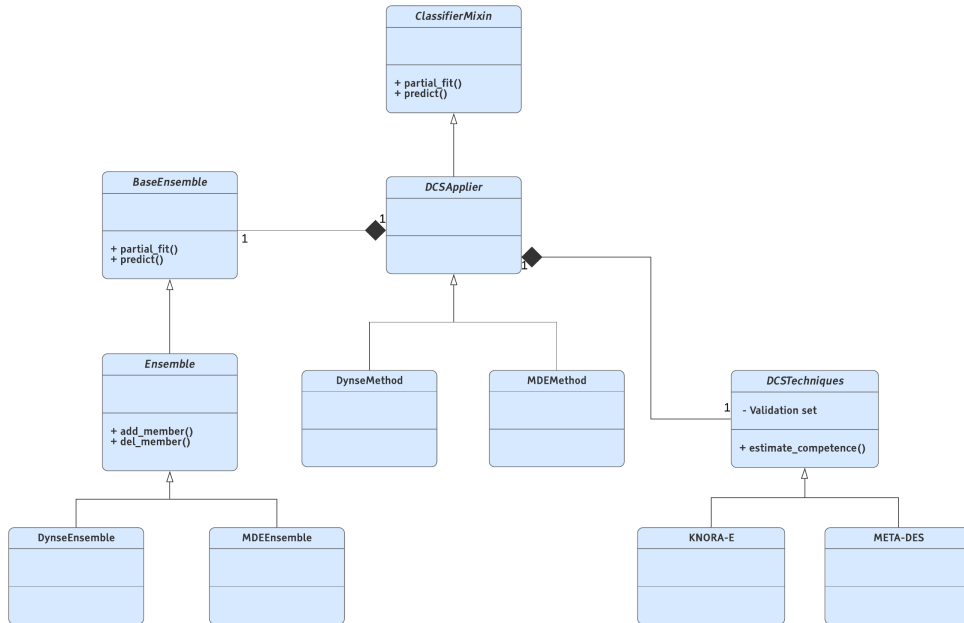 ClassifierMixin
+ partial_fit()
+ predict()
BaseEnsemble
+ partial_fit()
+ predict()
1
1
DCSApplier
1
Ensemble
+ add_member()
+ del_member()
DynseMethod
MDEMethod
1
DCSTechniques
- Validation set
+ estimate_competence()
DynseEnsemble
MDEEnsemble
KNORA-E
META-DES